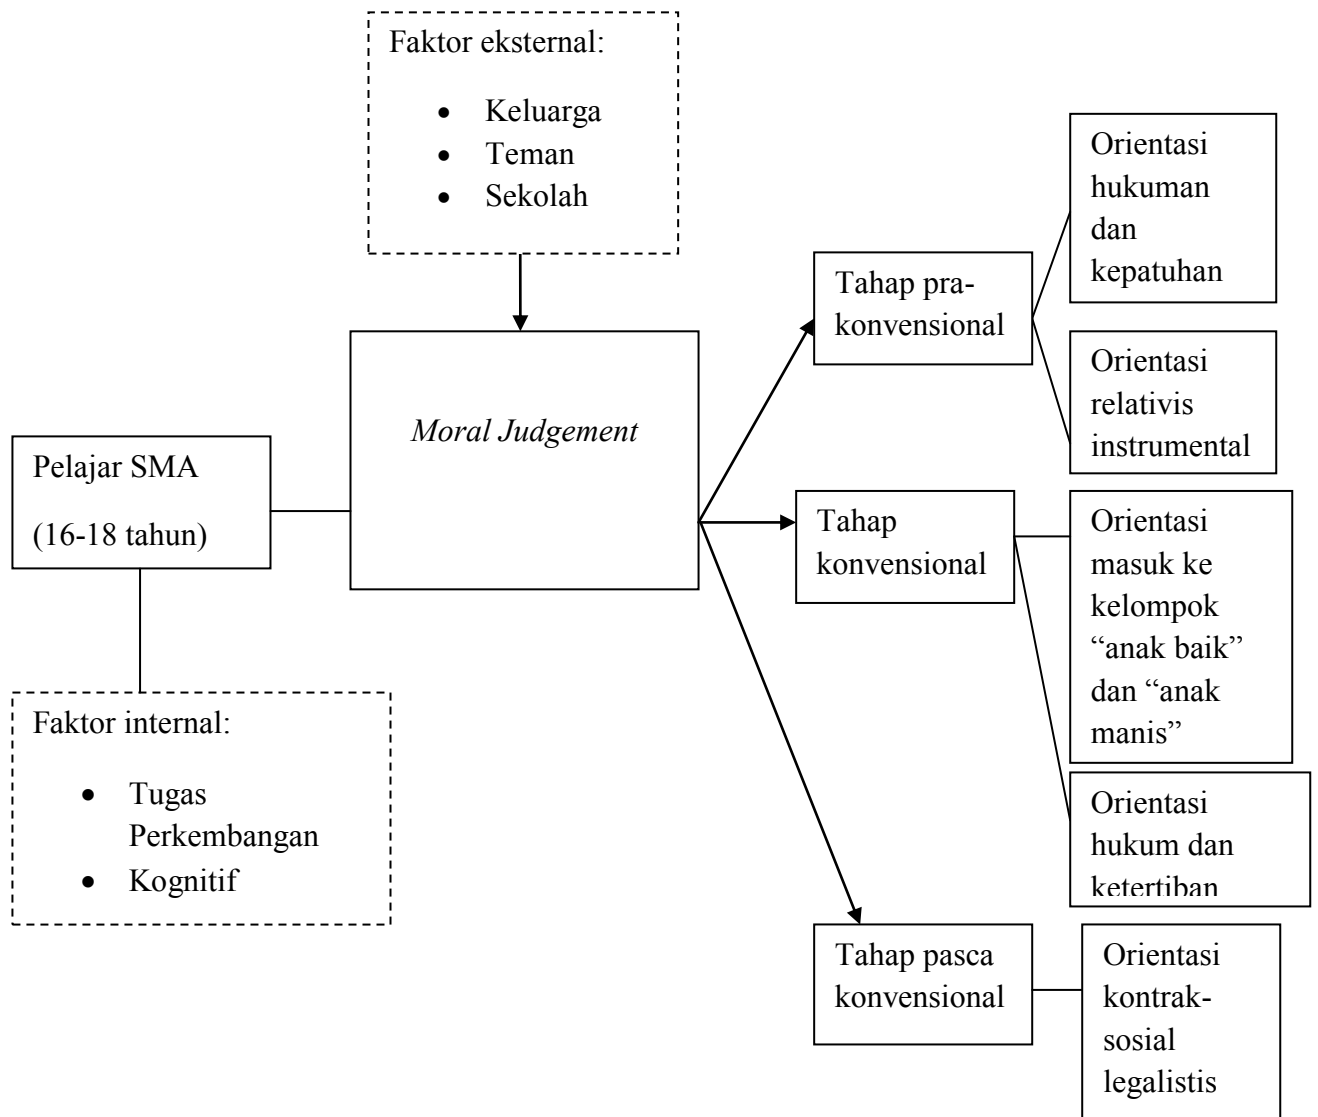 Faktor eksternal:
• Keluarga
• Teman
• Sekolah
Orientasi
hukuman
dan
kepatuhan
Tahap pra-
konvensional
Orientasi
relativis
instrumental
Moral Judgement
Pelajar SMA
(16-18 tahun)
Tahap
konvensional
Orientasi
masuk ke
kelompok
“anak baik”
dan “anak
manis”
Faktor internal:
• Tugas
Perkembangan
• Kognitif
Orientasi
hukum dan
ketertiban
Tahap pasca
konvensional
Orientasi
kontrak-
sosial
legalistis